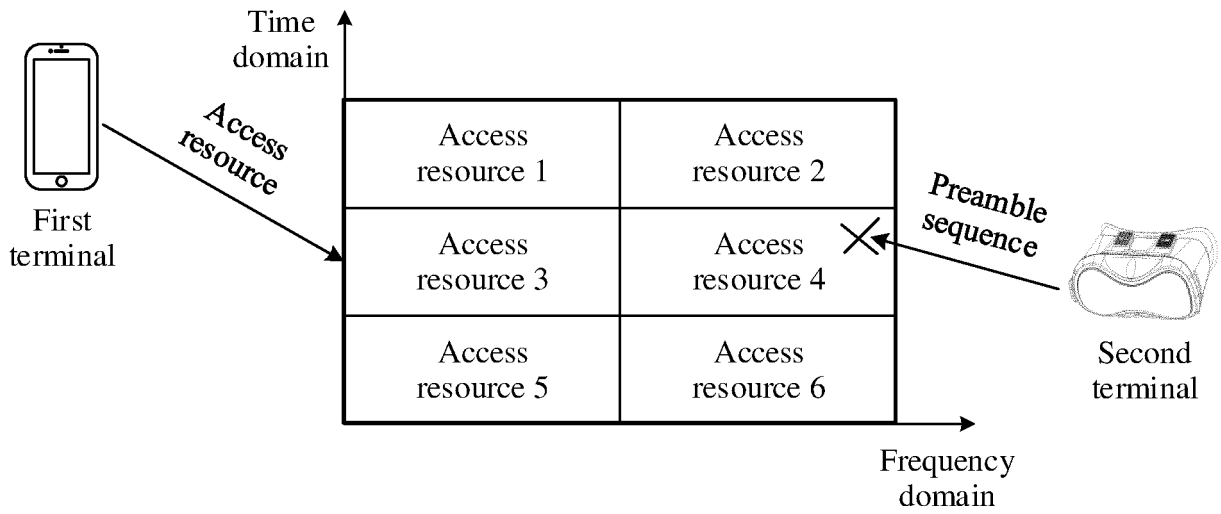 Time
domain
Access
resource
First
terminal
Access
resource 1
Access
resource 2
Access
resource 3
Access
resource 4
Access
resource 5
Access
resource 6
Preamble
sequence
Second
terminal
Frequency
domain